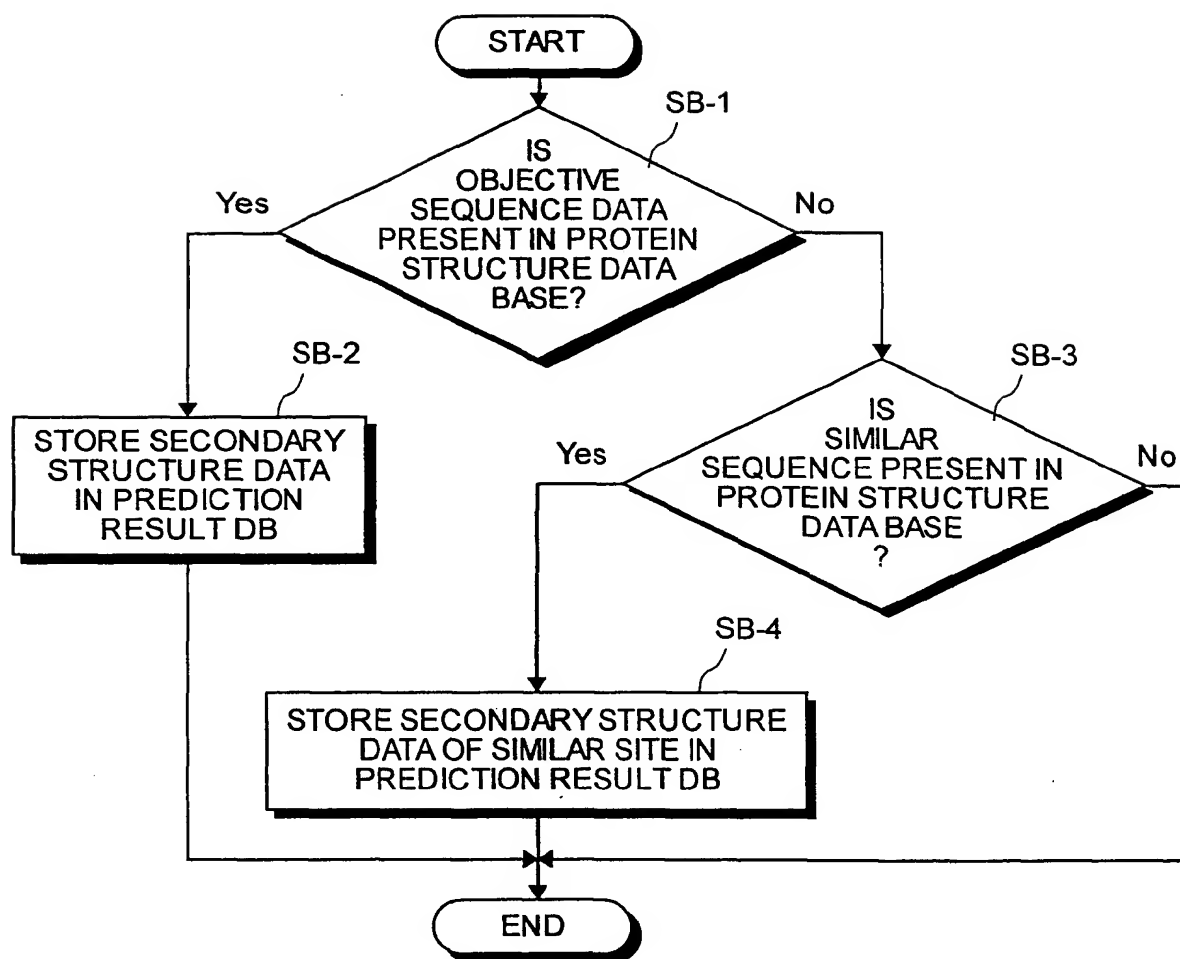 START
SB-1
IS
OBJECTIVE
SEQUENCE DATA
PRESENT IN PROTEIN
STRUCTURE DATA
BASE?
Yes
No
SB-2
STORE SECONDARY
STRUCTURE DATA
IN PREDICTION
RESULT DB
SB-3
IS
SIMILAR
SEQUENCE PRESENT IN
PROTEIN STRUCTURE
DATA BASE
?
Yes
No
SB-4
STORE SECONDARY STRUCTURE
DATA OF SIMILAR SITE IN
PREDICTION RESULT DB
END